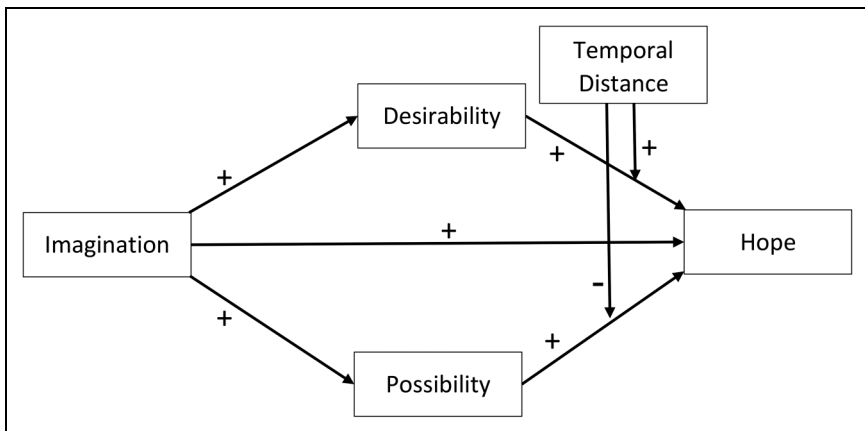 Temporal
Distance
Desirability
+
+
+
Imagination
+
Hope
-
+
+
Possibility